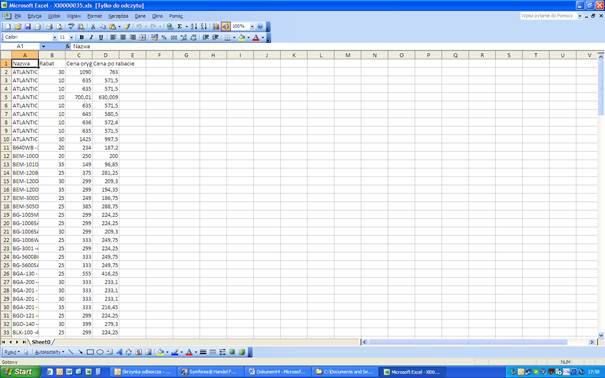 Microsoft Excel - XI0000035.xls [Tylko do odczytu]
Plik Edycja Widok Wstaw Format Narzędzia Dane Okno Pomoc
Wpisz pytanie do Pomocy
100%
Calibri 11 B I U
A1 Nazwa
A B C D E F G H I J K L M N O P Q R S T U V
1 Nazwa Rabat Cena oryg Cena po rabacie
2 ATLANTIC 30 1090 763
3 ATLANTIC 10 635 571,5
4 ATLANTIC 10 635 571,5
5 ATLANTIC 10 700,01 630,009
6 ATLANTIC 10 635 571,5
7 ATLANTIC 10 645 580,5
8 ATLANTIC 10 636 572,4
9 ATLANTIC 10 635 571,5
10 ATLANTIC 30 1425 997,5
11 B640WB - 20 234 187,2
12 BEM-100D 20 250 200
13 BEM-101D 35 149 96,85
14 BEM-120B 25 375 281,25
15 BEM-120D 30 299 209,3
16 BEM-120D 35 299 194,35
17 BEM-300D 25 249 186,75
18 BEM-505D 25 385 288,75
19 BG-1005M 25 299 224,25
20 BG-1006SA 25 299 224,25
21 BG-1006SA 30 299 209,3
22 BG-1006W 25 333 249,75
23 BG-3001 - 25 299 224,25
24 BG-5600B 25 333 249,75
25 BG-5600SA 25 333 249,75
26 BGA-130 - 25 555 416,25
27 BGA-200 - 30 333 233,1
28 BGA-201 - 30 333 233,1
29 BGA-201 - 30 333 233,1
30 BGA-201 - 35 333 216,45
31 BGD-121 - 25 299 224,25
32 BGD-140 - 30 399 279,3
33 BLX-100 -4 25 299 224,25
Sheet0
Rysuj Autokształty
Gotowy NUM
Start Skrzynka odbiorcza - ... Symfonia® Handel F... Dokument4 - Microsof... C:\Documents and Se... Microsoft Excel - XI00... 17:38